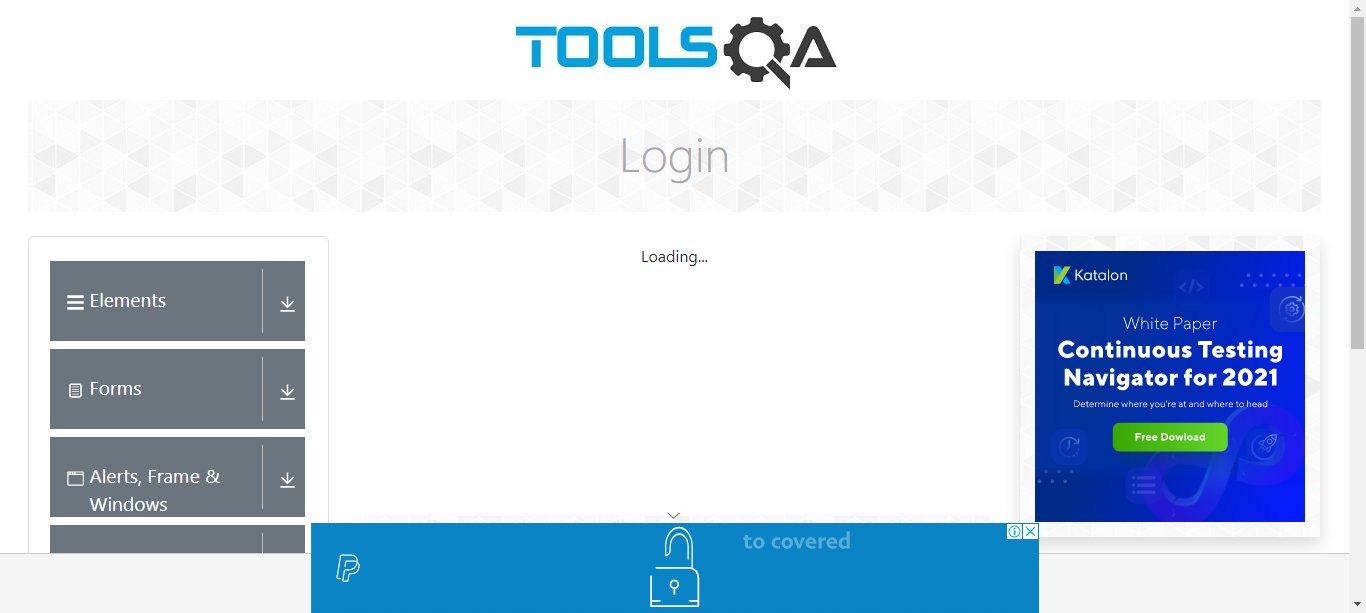 TOOLSQA
Login
Elements
Forms
Alerts, Frame &
Windows
Loading...
Katalon
White Paper
Continuous Testing
Navigator for 2021
Determine where you're at and where to head
Free Dowload
to covered